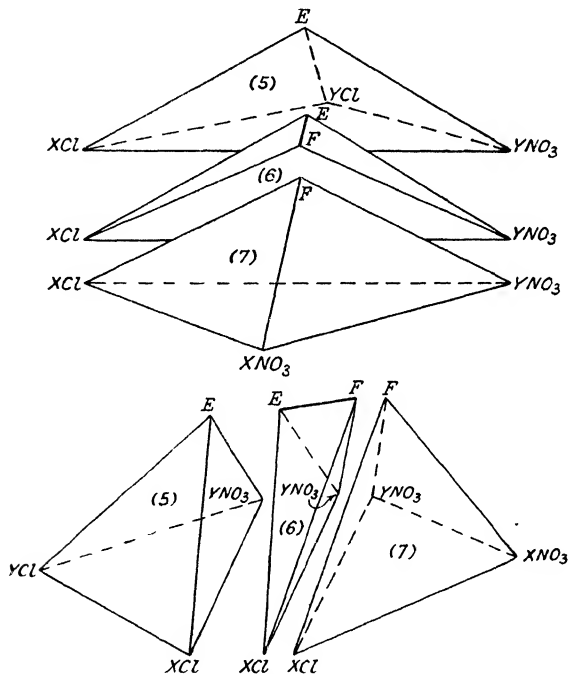 E
(5)
YCl
E
XCl
F
YNO₃
(6)
XCl
F
YNO₃
(7)
XCl
YNO₃
XNO₃
E
E
F
F
(5)
YNO₃
YNO₃
YNO₃
(6)
YCl
(7)
XNO₃
XCl
XCl
XCl